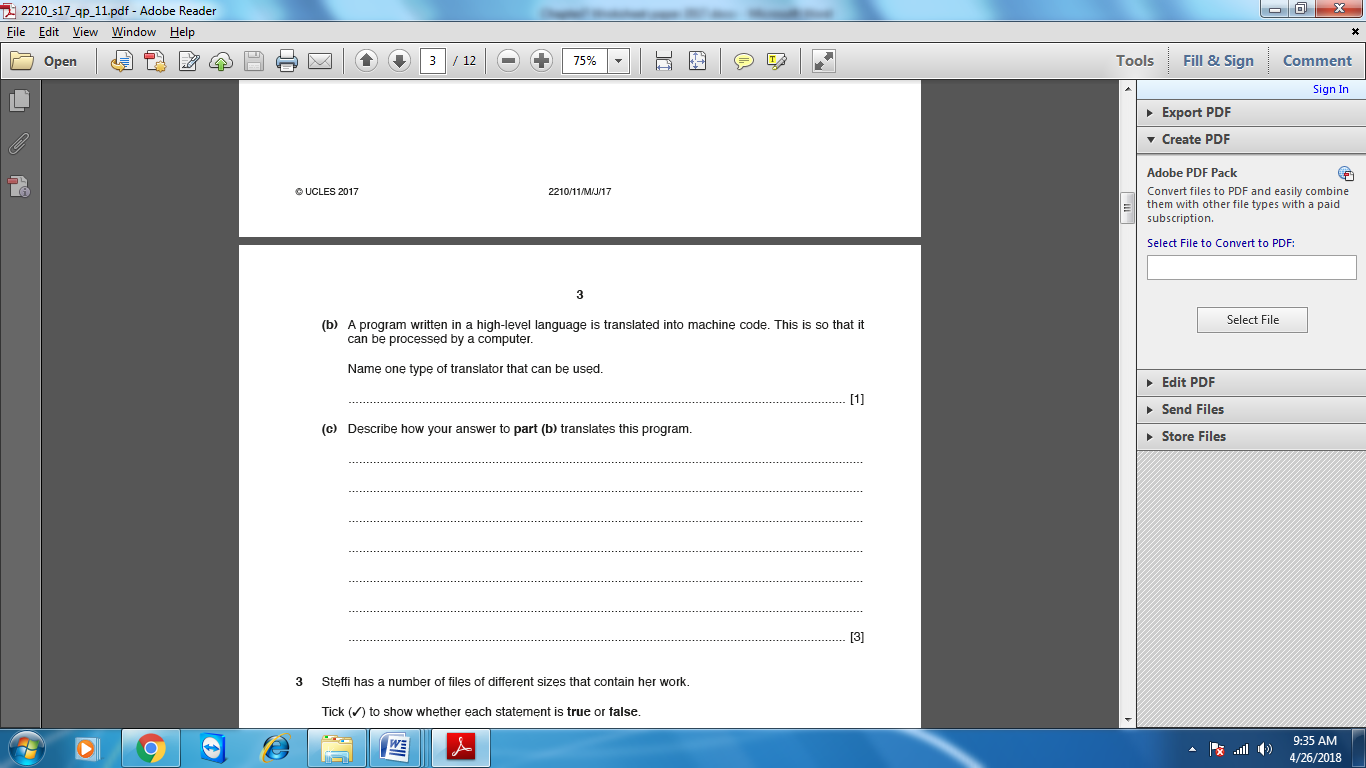 2210_s17_qp_11.pdf - Adobe Reader
File Edit View Window Help
Open 3 / 12 75% Tools Fill & Sign Comment
Sign In
Export PDF
Create PDF
Adobe PDF Pack
Convert files to PDF and easily combine
them with other file types with a paid
subscription.
Select File to Convert to PDF:
Select File
Edit PDF
Send Files
Store Files
© UCLES 2017 2210/11/M/J/17
3
(b) A program written in a high-level language is translated into machine code. This is so that it
can be processed by a computer.
Name one type of translator that can be used.
[1]
(c) Describe how your answer to part (b) translates this program.
[3]
3 Steffi has a number of files of different sizes that contain her work.
Tick (✓) to show whether each statement is true or false.
9:35 AM
4/26/2018